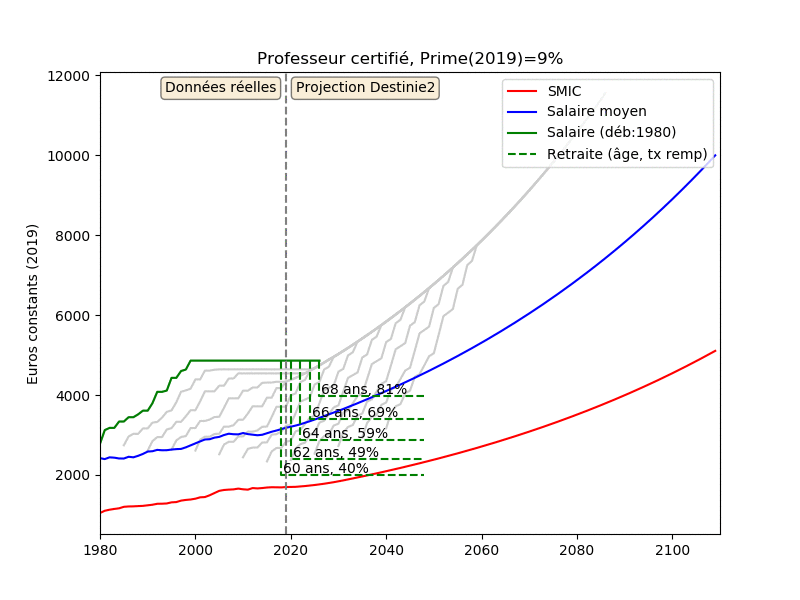 Professeur certifié, Prime(2019)=9%
Données réelles
Projection Destinie2
SMIC
Salaire moyen
Salaire (déb:1980)
Retraite (âge, tx remp)
Euros constants (2019)
12000
10000
8000
6000
4000
2000
68 ans, 81%
66 ans, 69%
64 ans, 59%
62 ans, 49%
60 ans, 40%
1980
2000
2020
2040
2060
2080
2100